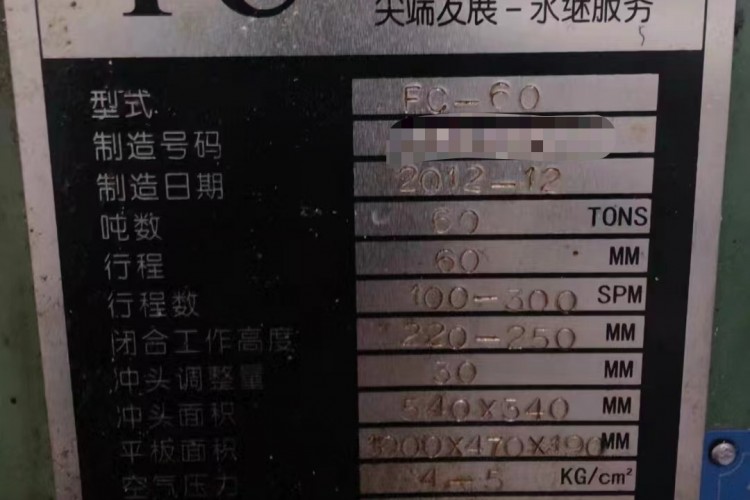 尖端发展-永继服务
型式 FC-60
制造号码
制造日期 2012-12
吨数 60 TONS
行程 60 MM
行程数 100-300 SPM
闭合工作高度 220-250 MM
冲头调整量 30 MM
冲头面积 540X340 MM
平板面积 MM
空气压力 4-5 KG/cm²